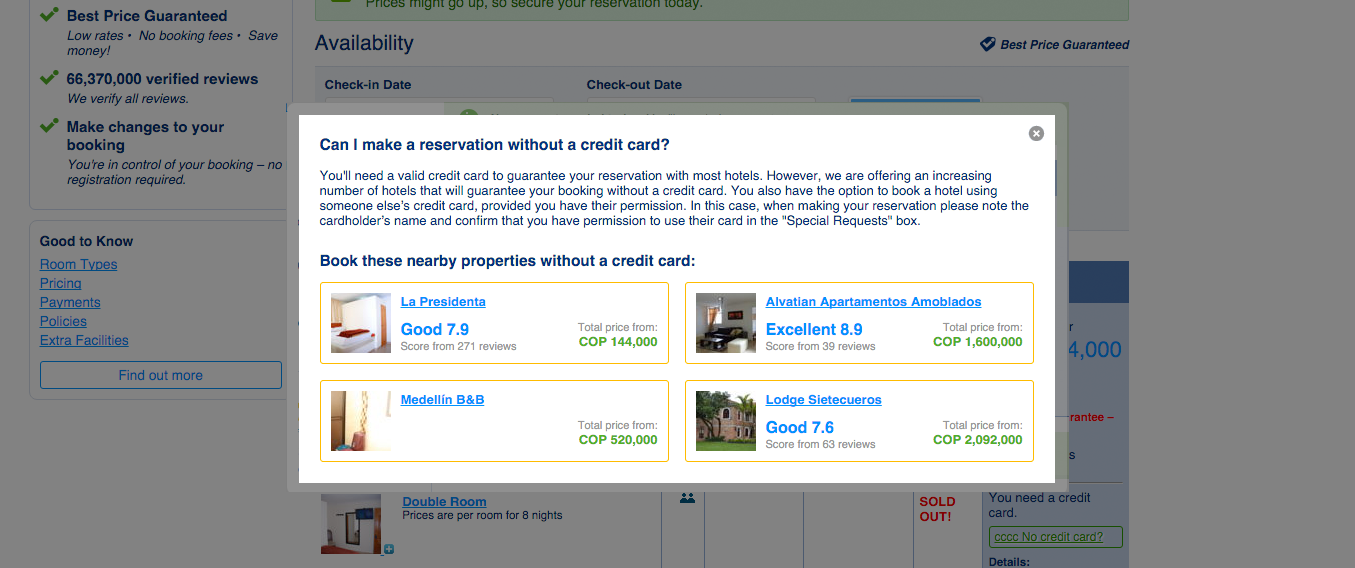 Best Price Guaranteed
Low rates • No booking fees • Save
money!
66,370,000 verified reviews
We verify all reviews.
Make changes to your
booking
You're in control of your booking – no
registration required.
Good to Know
Room Types
Pricing
Payments
Policies
Extra Facilities
Find out more
Prices might go up, so secure your reservation today.
Availability
Best Price Guaranteed
Check-in Date
Check-out Date
Can I make a reservation without a credit card?
You'll need a valid credit card to guarantee your reservation with most hotels. However, we are offering an increasing
number of hotels that will guarantee your booking without a credit card. You also have the option to book a hotel using
someone else's credit card, provided you have their permission. In this case, when making your reservation please note the
cardholder's name and confirm that you have permission to use their card in the "Special Requests" box.
Book these nearby properties without a credit card:
La Presidenta
Good 7.9
Score from 271 reviews
Total price from:
COP 144,000
Alvatian Apartamentos Amoblados
Excellent 8.9
Score from 39 reviews
Total price from:
COP 1,600,000
Medellín B&B
Total price from:
COP 520,000
Lodge Sietecueros
Good 7.6
Score from 63 reviews
Total price from:
COP 2,092,000
r
4,000
rantee –
s
Double Room
Prices are per room for 8 nights
SOLD
OUT!
You need a credit
card.
cccc No credit card?
Details: